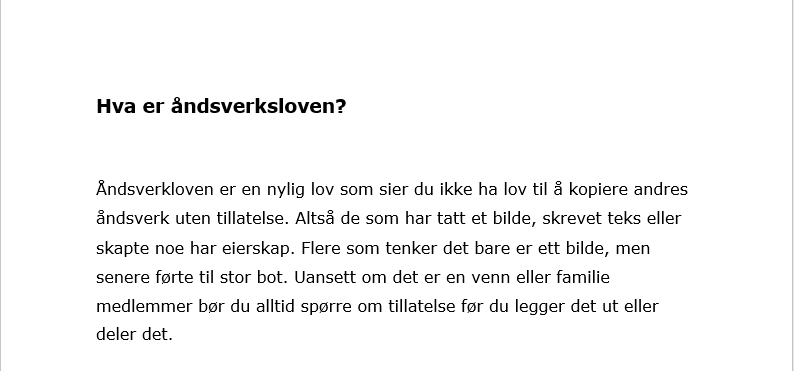 Hva er åndsverksloven?
Åndsverkloven er en nylig lov som sier du ikke ha lov til å kopiere andres
åndsverk uten tillatelse. Altså de som har tatt et bilde, skrevet teks eller
skapte noe har eierskap. Flere som tenker det bare er ett bilde, men
senere førte til stor bot. Uansett om det er en venn eller familie
medlemmer bør du alltid spørre om tillatelse før du legger det ut eller
deler det.